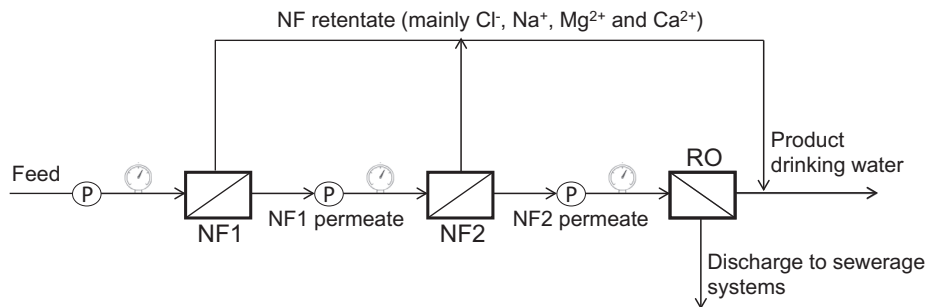 NF retentate (mainly Cl⁻, Na⁺, Mg²⁺ and Ca²⁺)
Feed
P
NF1
NF1 permeate
P
NF2
NF2 permeate
P
RO
Product
drinking water
Discharge to sewerage
systems